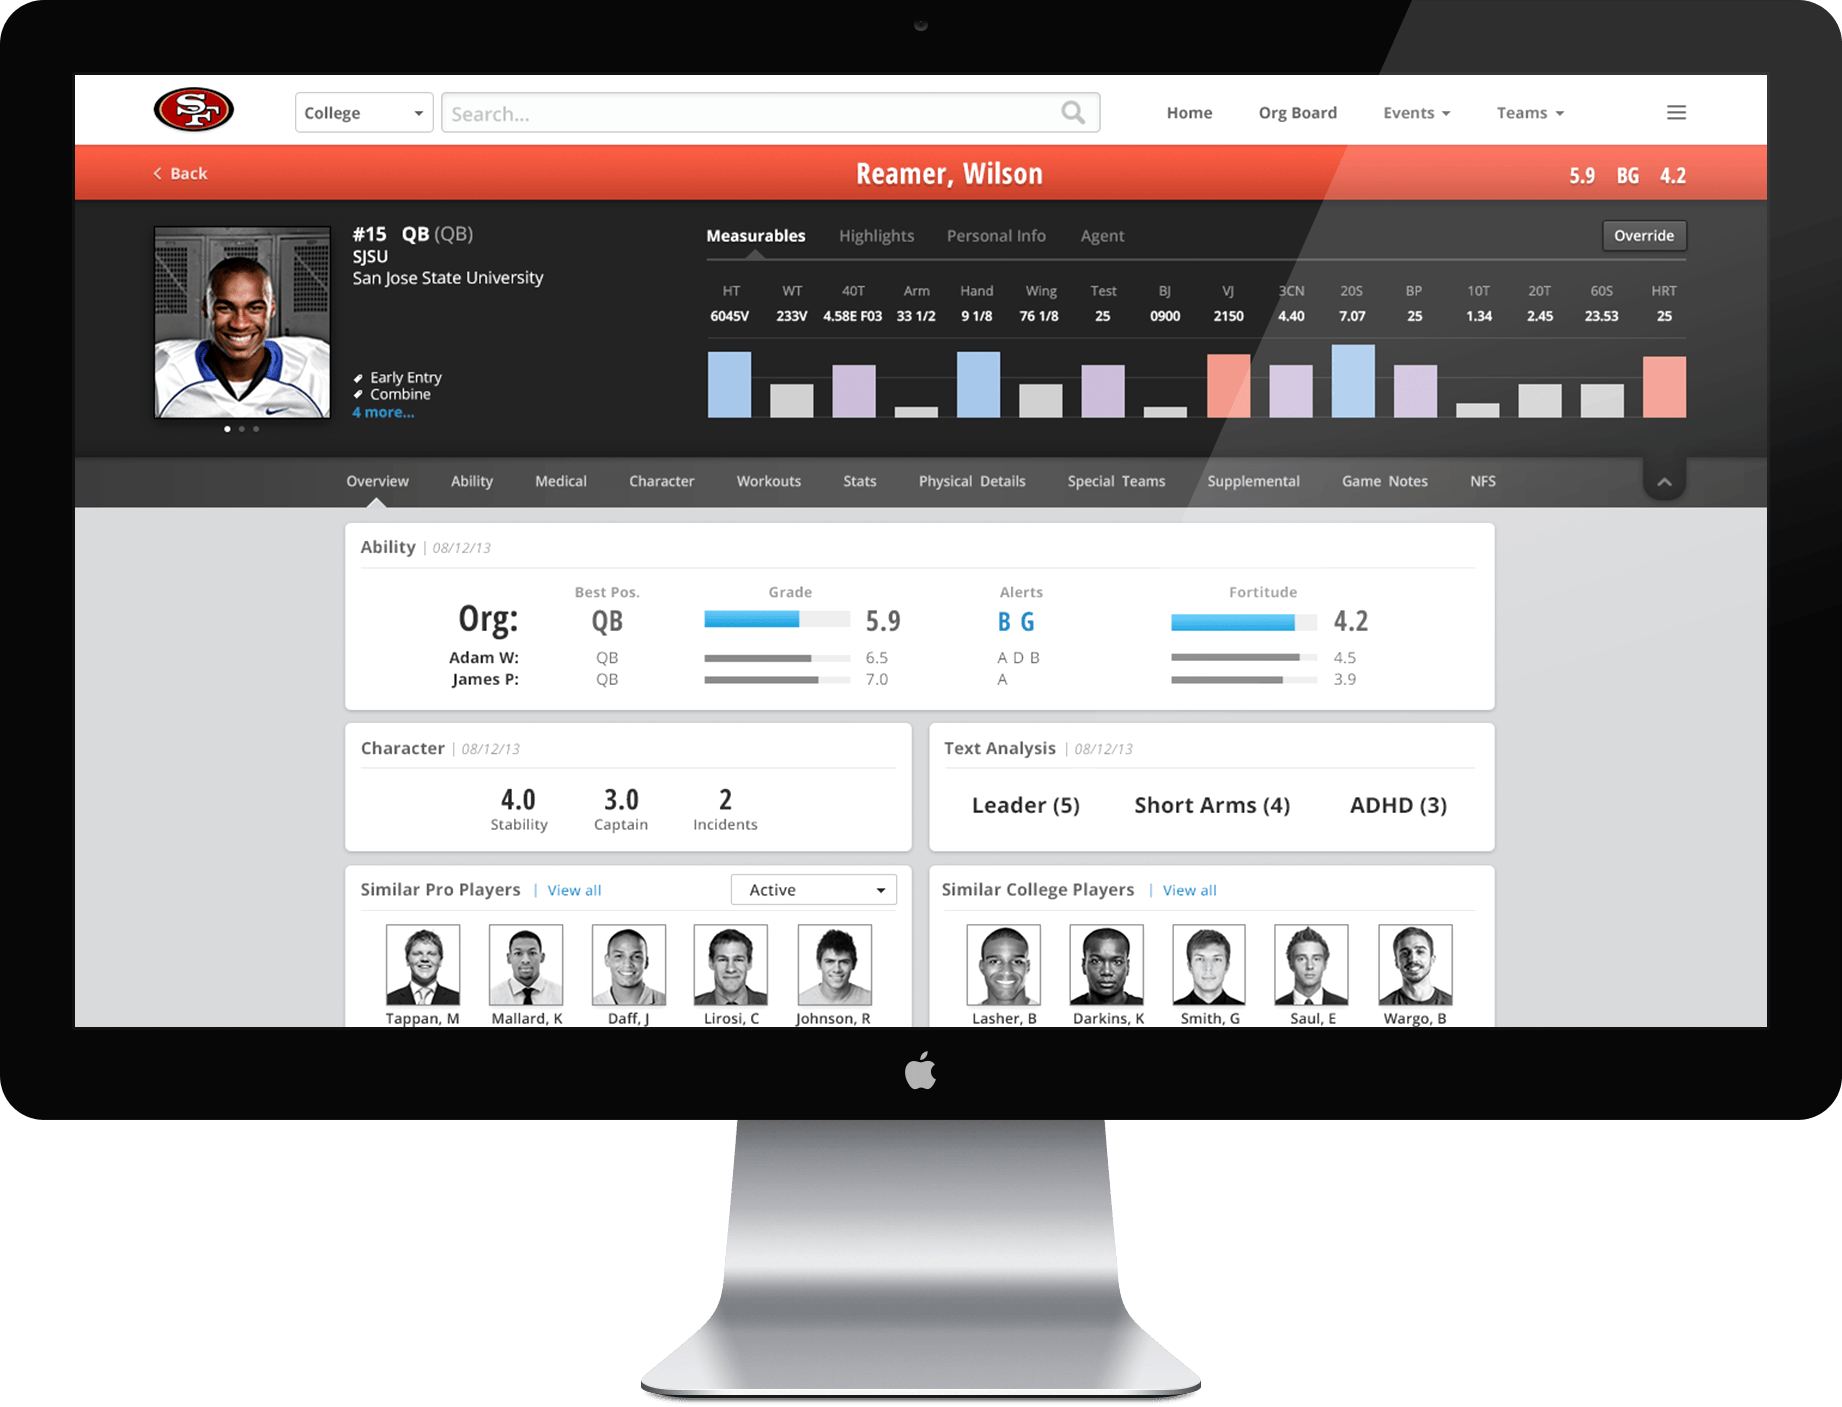 SF
College
Search...
Home
Org Board
Events
Teams
Back
Reamer, Wilson
5.9 BG 4.2
#15 QB (QB)
SJSU
San Jose State University
Early Entry
Combine
4 more...
Measurables Highlights Personal Info Agent
Override
HT WT 40T Arm Hand Wing Test BJ VJ 3CN 20S BP 10T 20T 60S HRT
6045V 233V 4.58E F03 33 1/2 9 1/8 76 1/8 25 0900 2150 4.40 7.07 25 1.34 2.45 23.53 25
Overview Ability Medical Character Workouts Stats Physical Details Special Teams Supplemental Game Notes NFS
Ability | 08/12/13
Best Pos. Grade Alerts Fortitude
Org: QB 5.9 B G 4.2
Adam W: QB 6.5 A D B 4.5
James P: QB 7.0 A 3.9
Character | 08/12/13
4.0 3.0 2
Stability Captain Incidents
Text Analysis | 08/12/13
Leader (5) Short Arms (4) ADHD (3)
Similar Pro Players | View all
Active
Tappan, M Mallard, K Daff, J Lirosi, C Johnson, R
Similar College Players | View all
Lasher, B Darkins, K Smith, G Saul, E Wargo, B